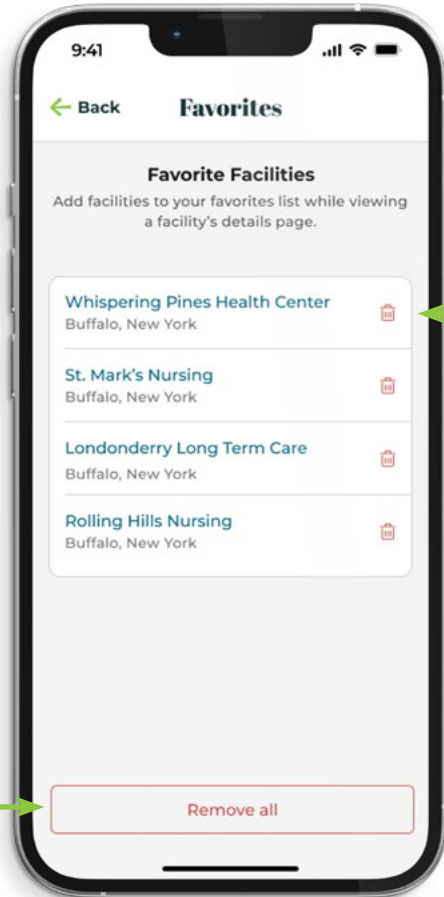 9:41
Back
Favorites
Favorite Facilities
Add facilities to your favorites list while viewing
a facility's details page.
Whispering Pines Health Center
Buffalo, New York
St. Mark's Nursing
Buffalo, New York
Londonderry Long Term Care
Buffalo, New York
Rolling Hills Nursing
Buffalo, New York
Remove all